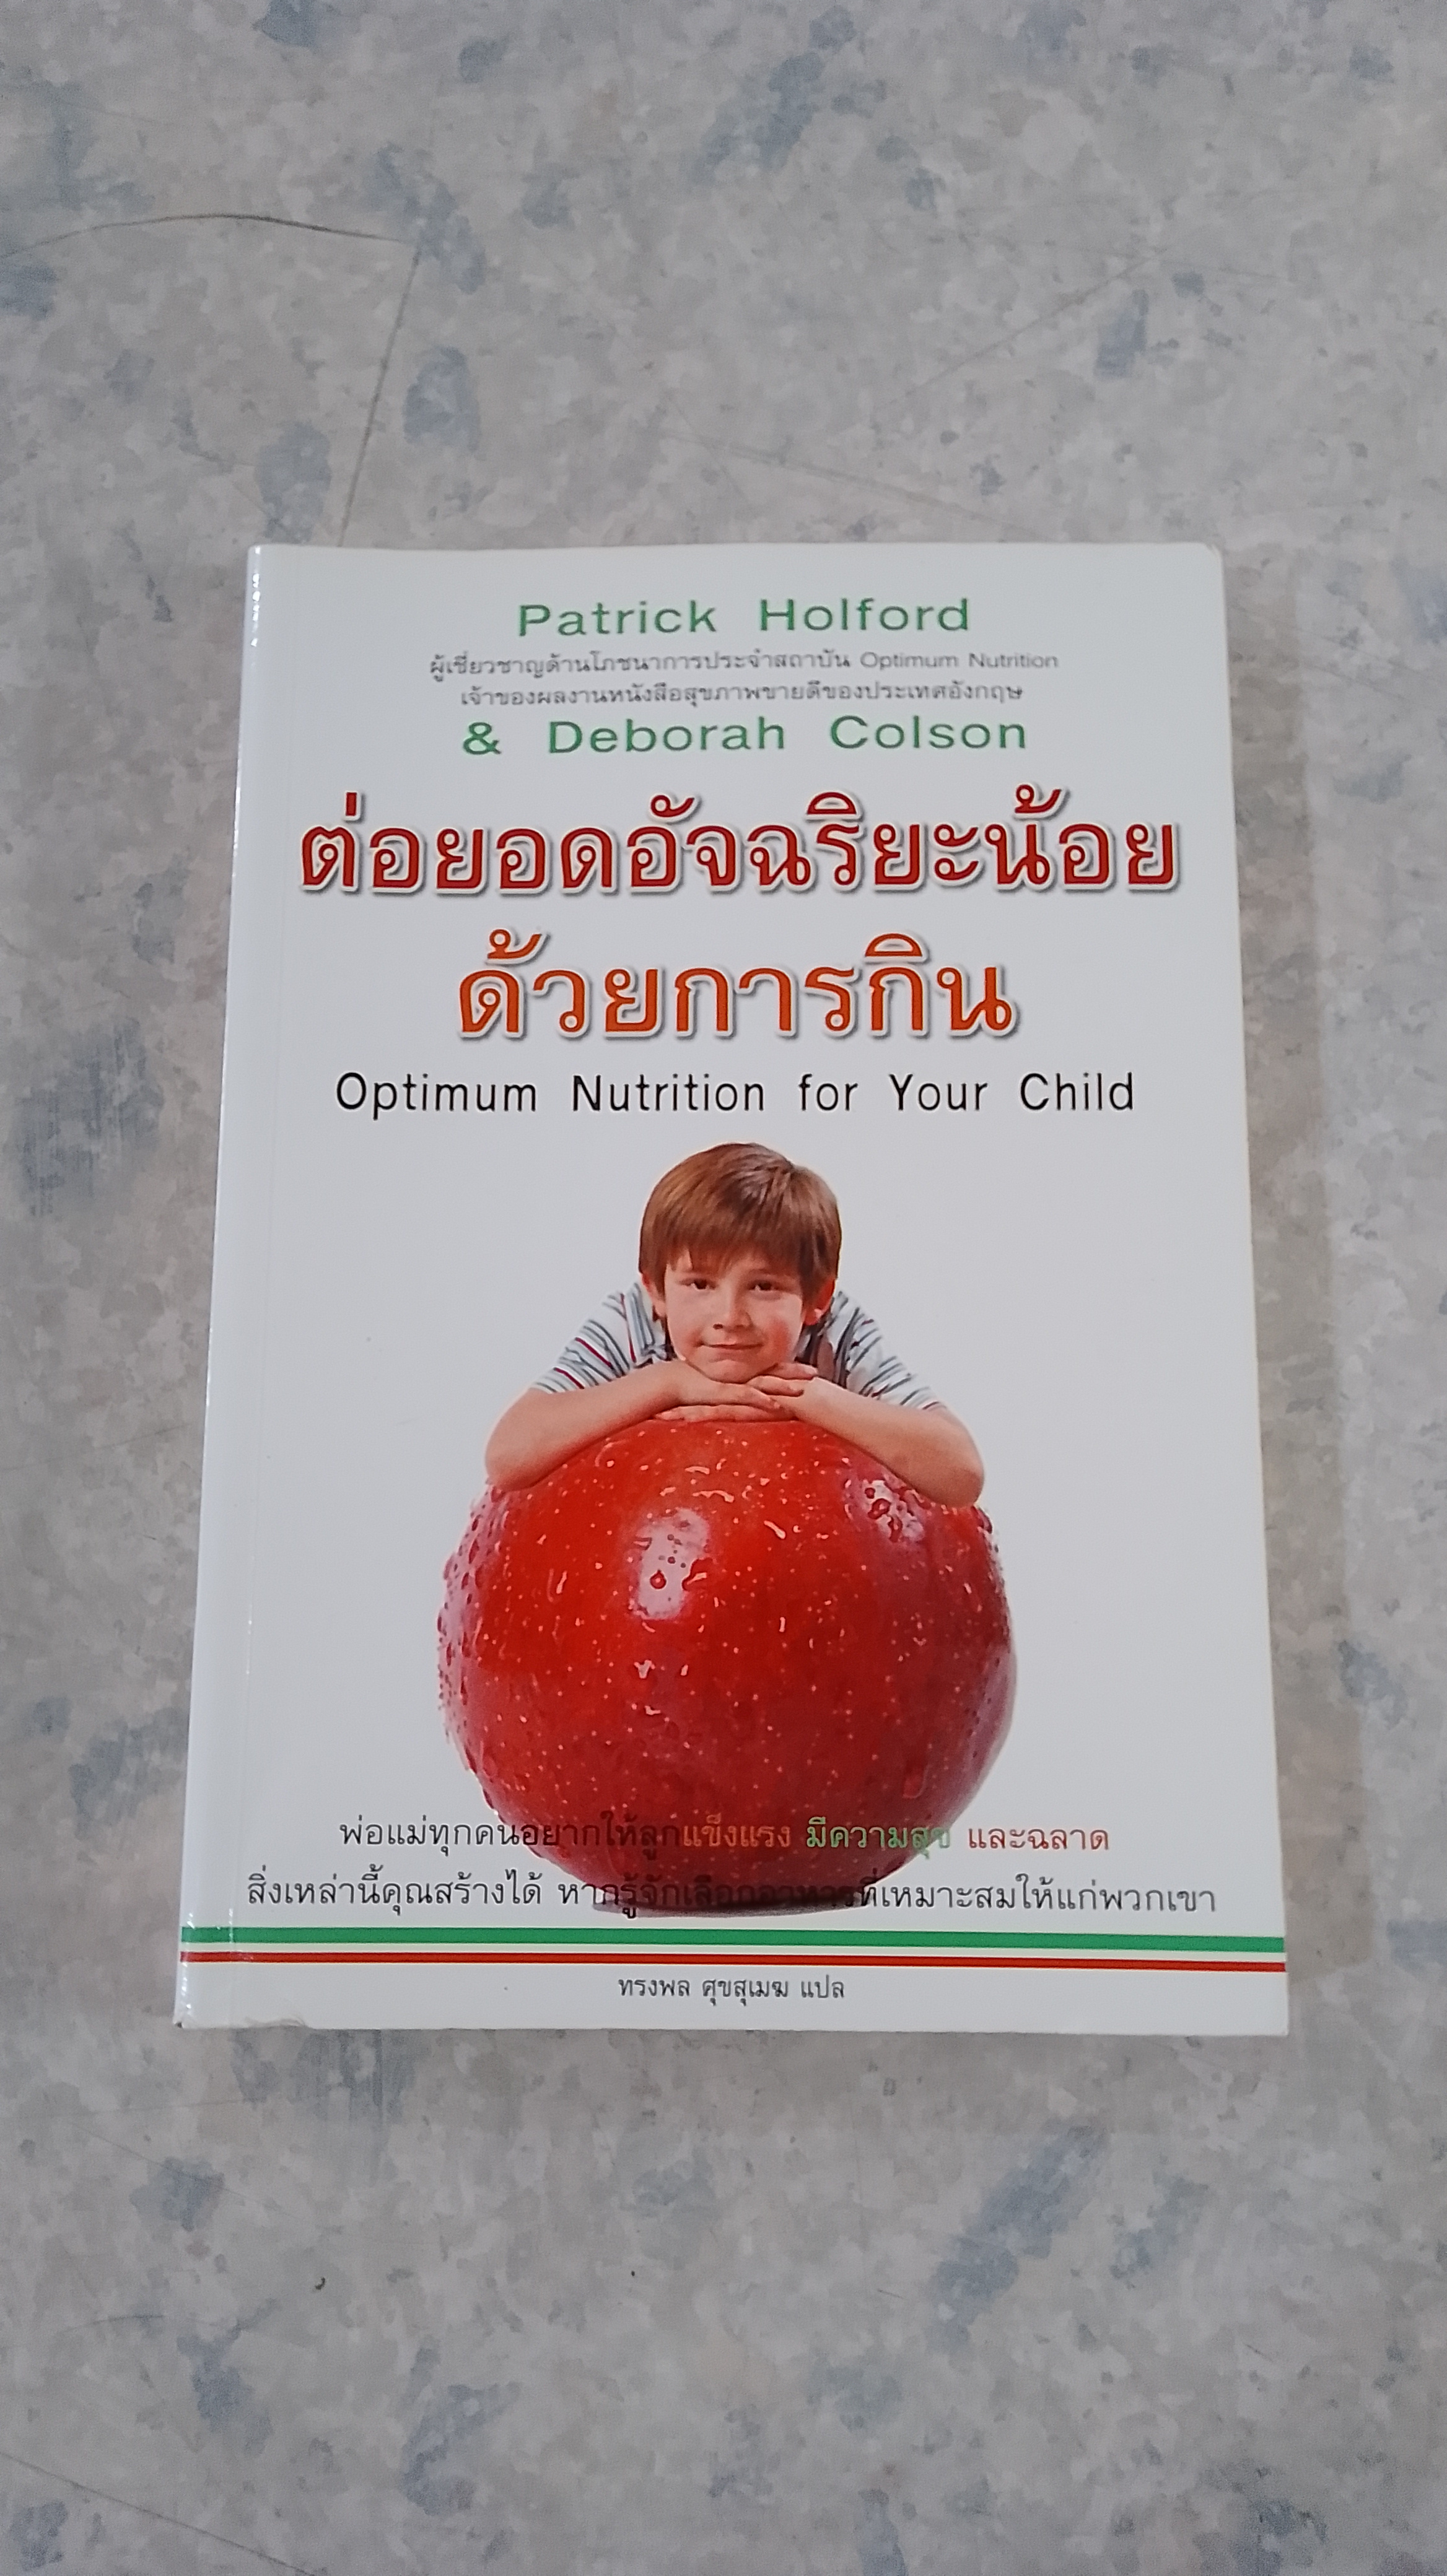 Patrick Holford
ผู้เชี่ยวชาญด้านโภชนาการประจำสถาบัน Optimum Nutrition
เจ้าของผลงานหนังสือสุขภาพขายดีของประเทศอังกฤษ
& Deborah Colson
ต่อยอดอัจฉริยะน้อย
ด้วยการกิน
Optimum Nutrition for Your Child
พ่อแม่ทุกคนอยากให้ลูกแข็งแรง มีความสุข และฉลาด
สิ่งเหล่านี้คุณสร้างได้ หากรู้จักเลือกอาหารที่เหมาะสมให้แก่พวกเขา
ทรงพล ศุขสุเมฆ แปล